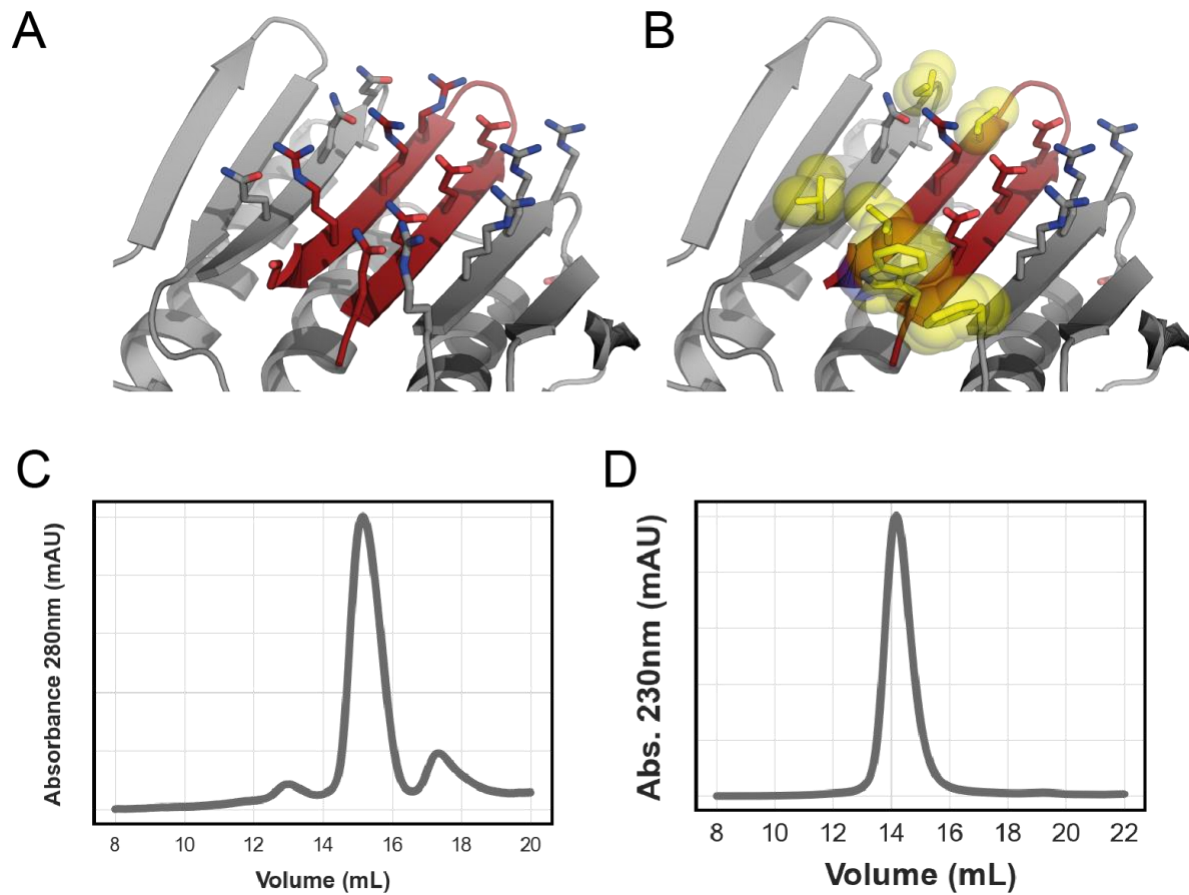 A
B
C
Absorbance 280nm (mAU)
8 10 12 14 16 18 20
Volume (mL)
D
Abs. 230nm (mAU)
8 10 12 14 16 18 20 22
Volume (mL)